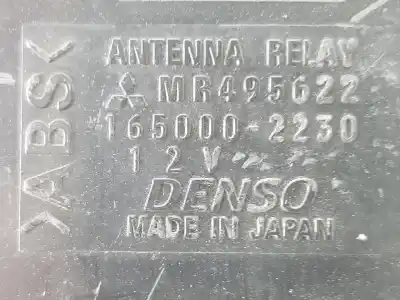 ANTENNA RELAY
MR495622
165000-2230
12V
DENSO
MADE IN JAPAN
>ABS<